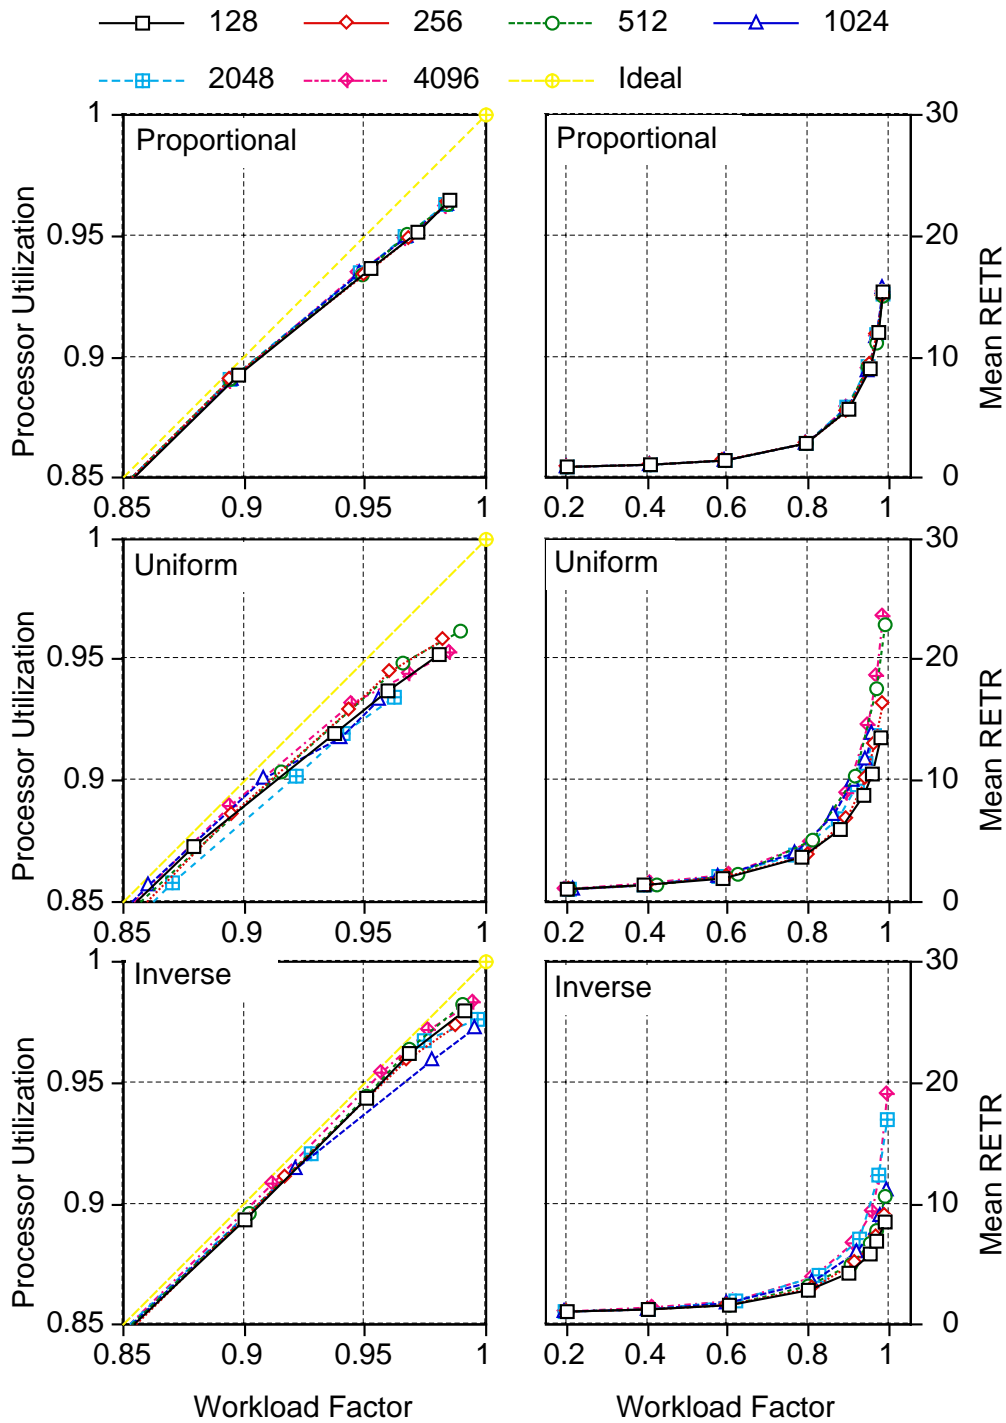 128 256 512 1024
2048 4096 Ideal
1 Proportional Proportional 30
0.95 20
0.9 10
0.85 0
Processor Utilization Mean RETR
0.85 0.9 0.95 1 0.2 0.4 0.6 0.8 1
1 Uniform Uniform 30
0.95 20
0.9 10
0.85 0
Processor Utilization Mean RETR
0.85 0.9 0.95 1 0.2 0.4 0.6 0.8 1
1 Inverse Inverse 30
0.95 20
0.9 10
0.85 0
Processor Utilization Mean RETR
0.85 0.9 0.95 1 0.2 0.4 0.6 0.8 1
Workload Factor Workload Factor